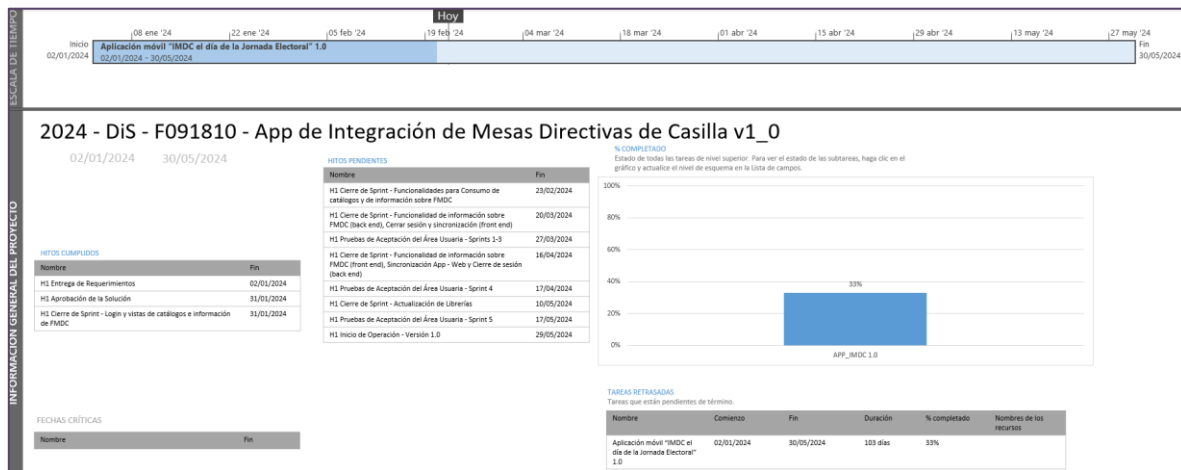 ESCALA DE TIEMPO
Hoy
08 ene '24
22 ene '24
05 feb '24
19 feb '24
04 mar '24
18 mar '24
01 abr '24
15 abr '24
29 abr '24
13 may '24
27 may '24
Inicio
02/01/2024
Aplicación móvil "IMDC el día de la Jornada Electoral" 1.0
02/01/2024 - 30/05/2024
Fin
30/05/2024
INFORMACION GENERAL DEL PROYECTO
2024 - DiS - F091810 - App de Integración de Mesas Directivas de Casilla v1_0
02/01/2024 30/05/2024
HITOS CUMPLIDOS
Nombre Fin
H1 Entrega de Requerimientos 02/01/2024
H1 Aprobación de la Solución 31/01/2024
H1 Cierre de Sprint - Login y vistas de catálogos e información 31/01/2024
de FMDC
FECHAS CRÍTICAS
Nombre Fin
HITOS PENDIENTES
Nombre Fin
H1 Cierre de Sprint - Funcionalidades para Consumo de 23/02/2024
catálogos y de información sobre FMDC
H1 Cierre de Sprint - Funcionalidad de información sobre 20/03/2024
FMDC (back end), Cerrar sesión y sincronización (front end)
H1 Pruebas de Aceptación del Área Usuaria - Sprints 1-3 27/03/2024
H1 Cierre de Sprint - Funcionalidad de información sobre 16/04/2024
FMDC (front end), Sincronización App - Web y Cierre de sesión
(back end)
H1 Pruebas de Aceptación del Área Usuaria - Sprint 4 17/04/2024
H1 Cierre de Sprint - Actualización de Librerías 10/05/2024
H1 Pruebas de Aceptación del Área Usuaria - Sprint 5 17/05/2024
H1 Inicio de Operación - Versión 1.0 29/05/2024
% COMPLETADO
Estado de todas las tareas de nivel superior. Para ver el estado de las subtareas, haga clic en el
gráfico y actualice el nivel de esquema en la Lista de campos.
100%
80%
60%
40%
20%
0%
33%
APP_IMDC 1.0
TAREAS RETRASADAS
Tareas que están pendientes de término.
Nombre Comienzo Fin Duración % completado Nombres de los
recursos
Aplicación móvil "IMDC el 02/01/2024 30/05/2024 103 días 33%
día de la Jornada Electoral"
1.0